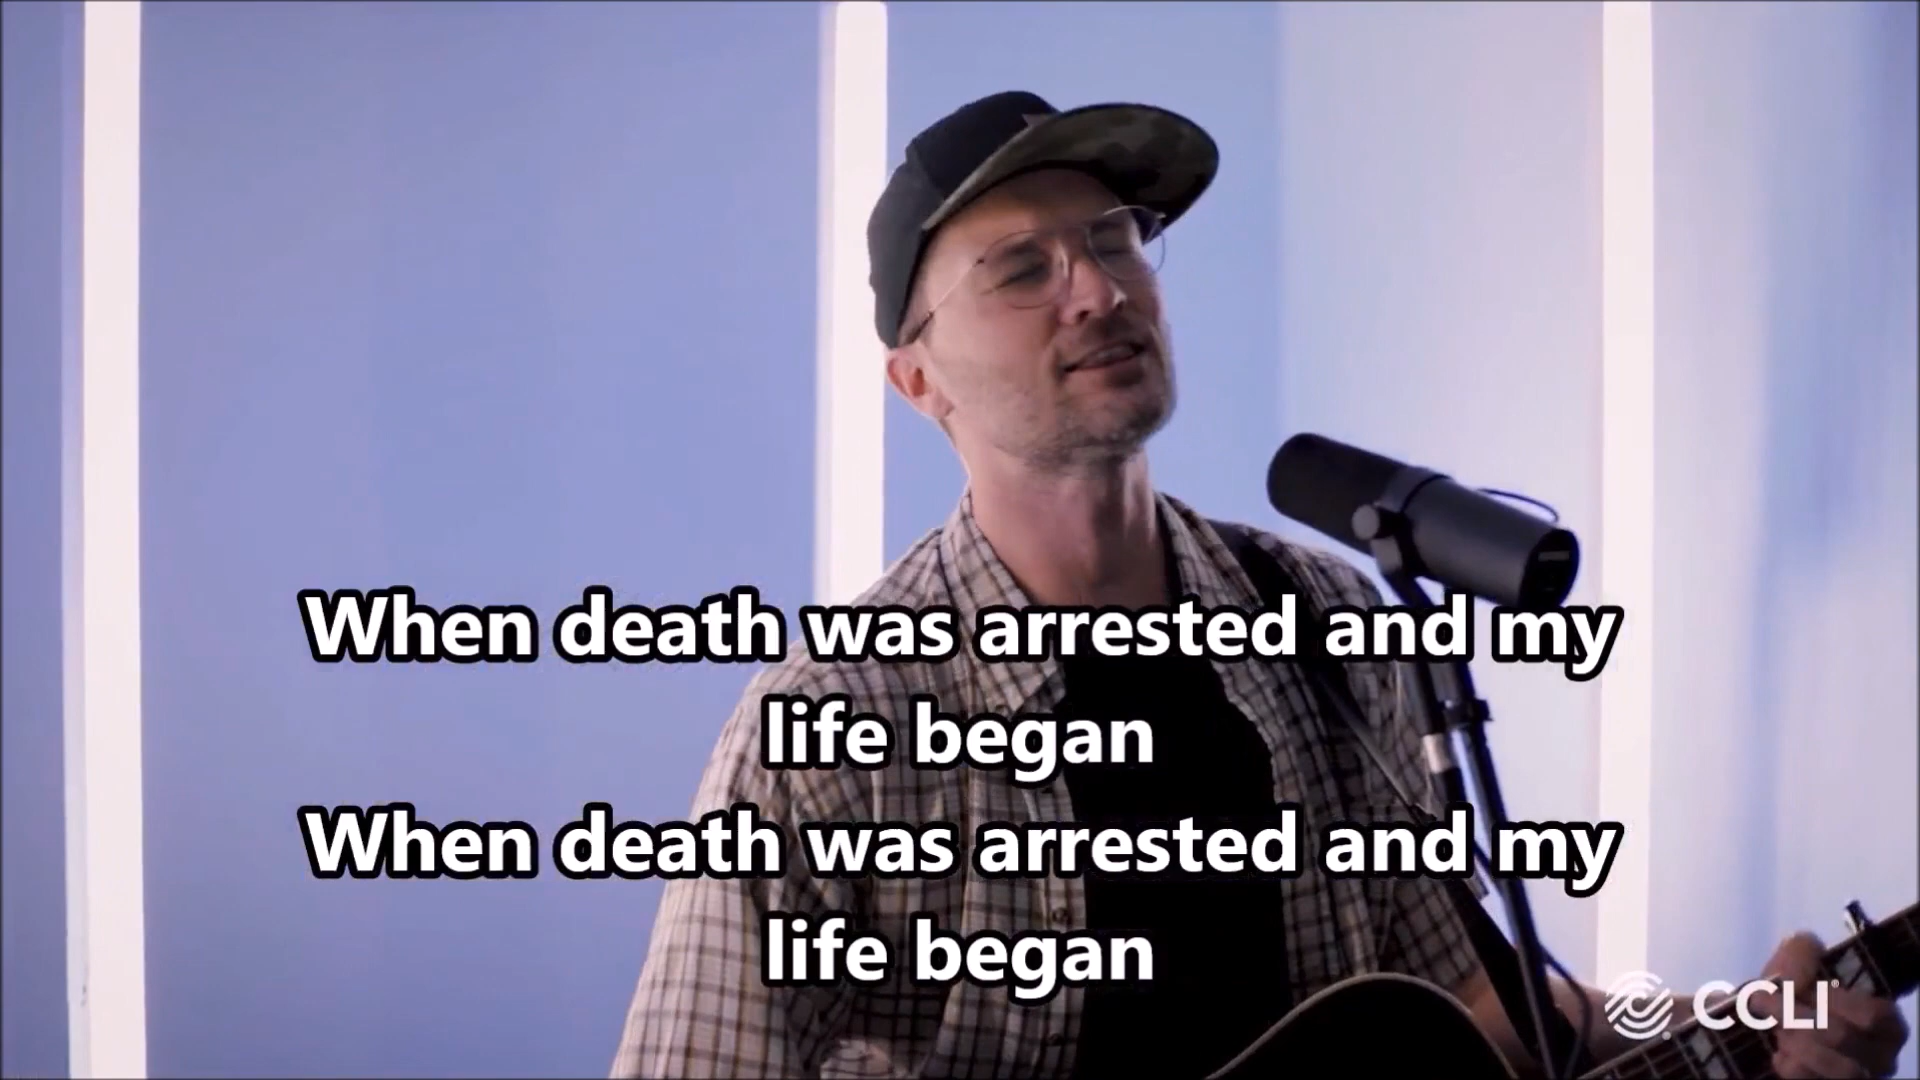 When death was arrested and my
life began
When death was arrested and my
life began
CCLI®